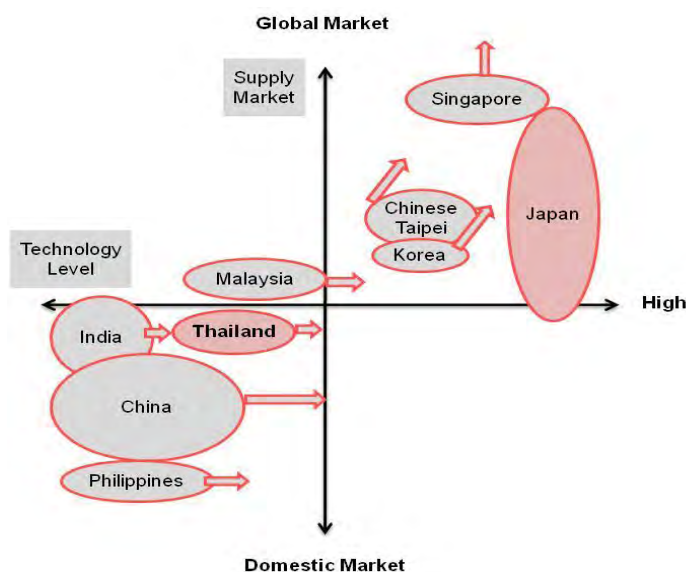 Global Market
Supply
Market
Singapore
Chinese
Taipei
Japan
Korea
Technology
Level
Malaysia
High
India
Thailand
China
Philippines
Domestic Market